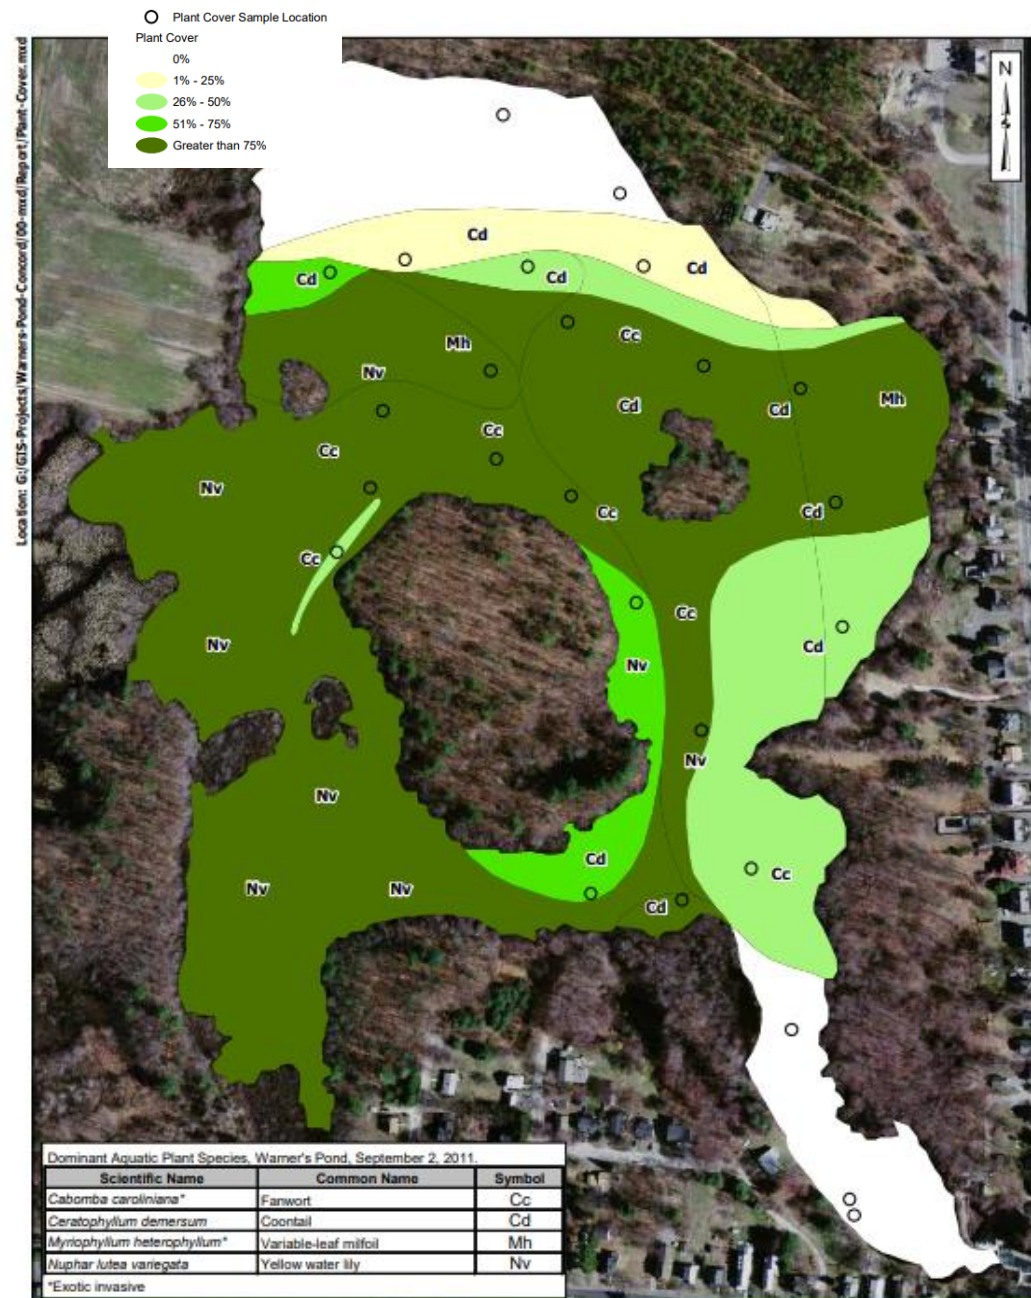 Plant Cover Sample Location
Plant Cover
0%
1% - 25%
26% - 50%
51% - 75%
Greater than 75%
Location: G:/GIS-Projects/Warners-Pond-Concord/00-mxd/Report/Plant-Cover.mxd
N
Cd
Cd
Cd
Cd
Cc
Mh
Nv
Cd
Cd
Mh
Cc
Cc
Nv
Cc
Cd
Cc
Cc
Nv
Cd
Nv
Nv
Nv
Cd
Cc
Nv
Nv
Cd
Dominant Aquatic Plant Species, Warner's Pond, September 2, 2011.
Scientific Name Common Name Symbol
Cabomba caroliniana* Fanwort Cc
Ceratophyllum demersum Coontail Cd
Myriophyllum heterophyllum* Variable-leaf milfoil Mh
Nuphar lutea variegata Yellow water lily Nv
*Exotic invasive